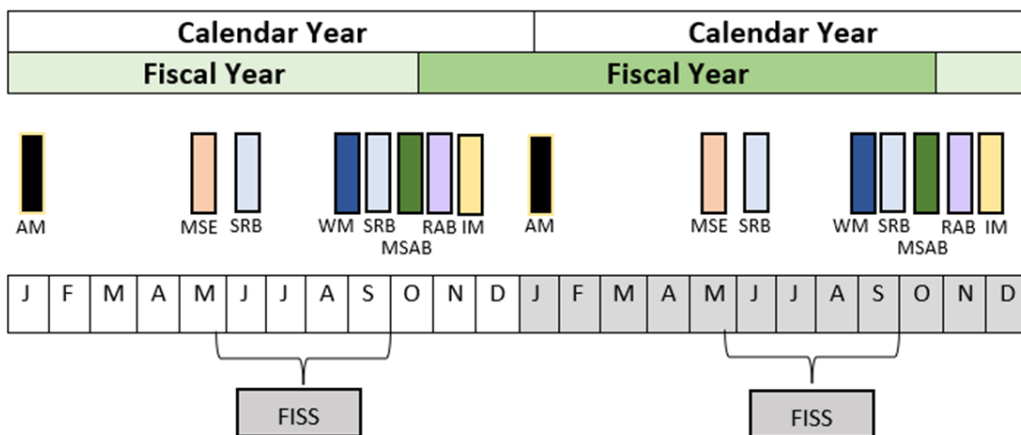 Calendar Year Calendar Year
Fiscal Year Fiscal Year
AM MSE SRB WM SRB RAB IM AM MSE SRB WM SRB RAB IM
MSAB MSAB
J F M A M J J A S O N D J F M A M J J A S O N D
FISS FISS